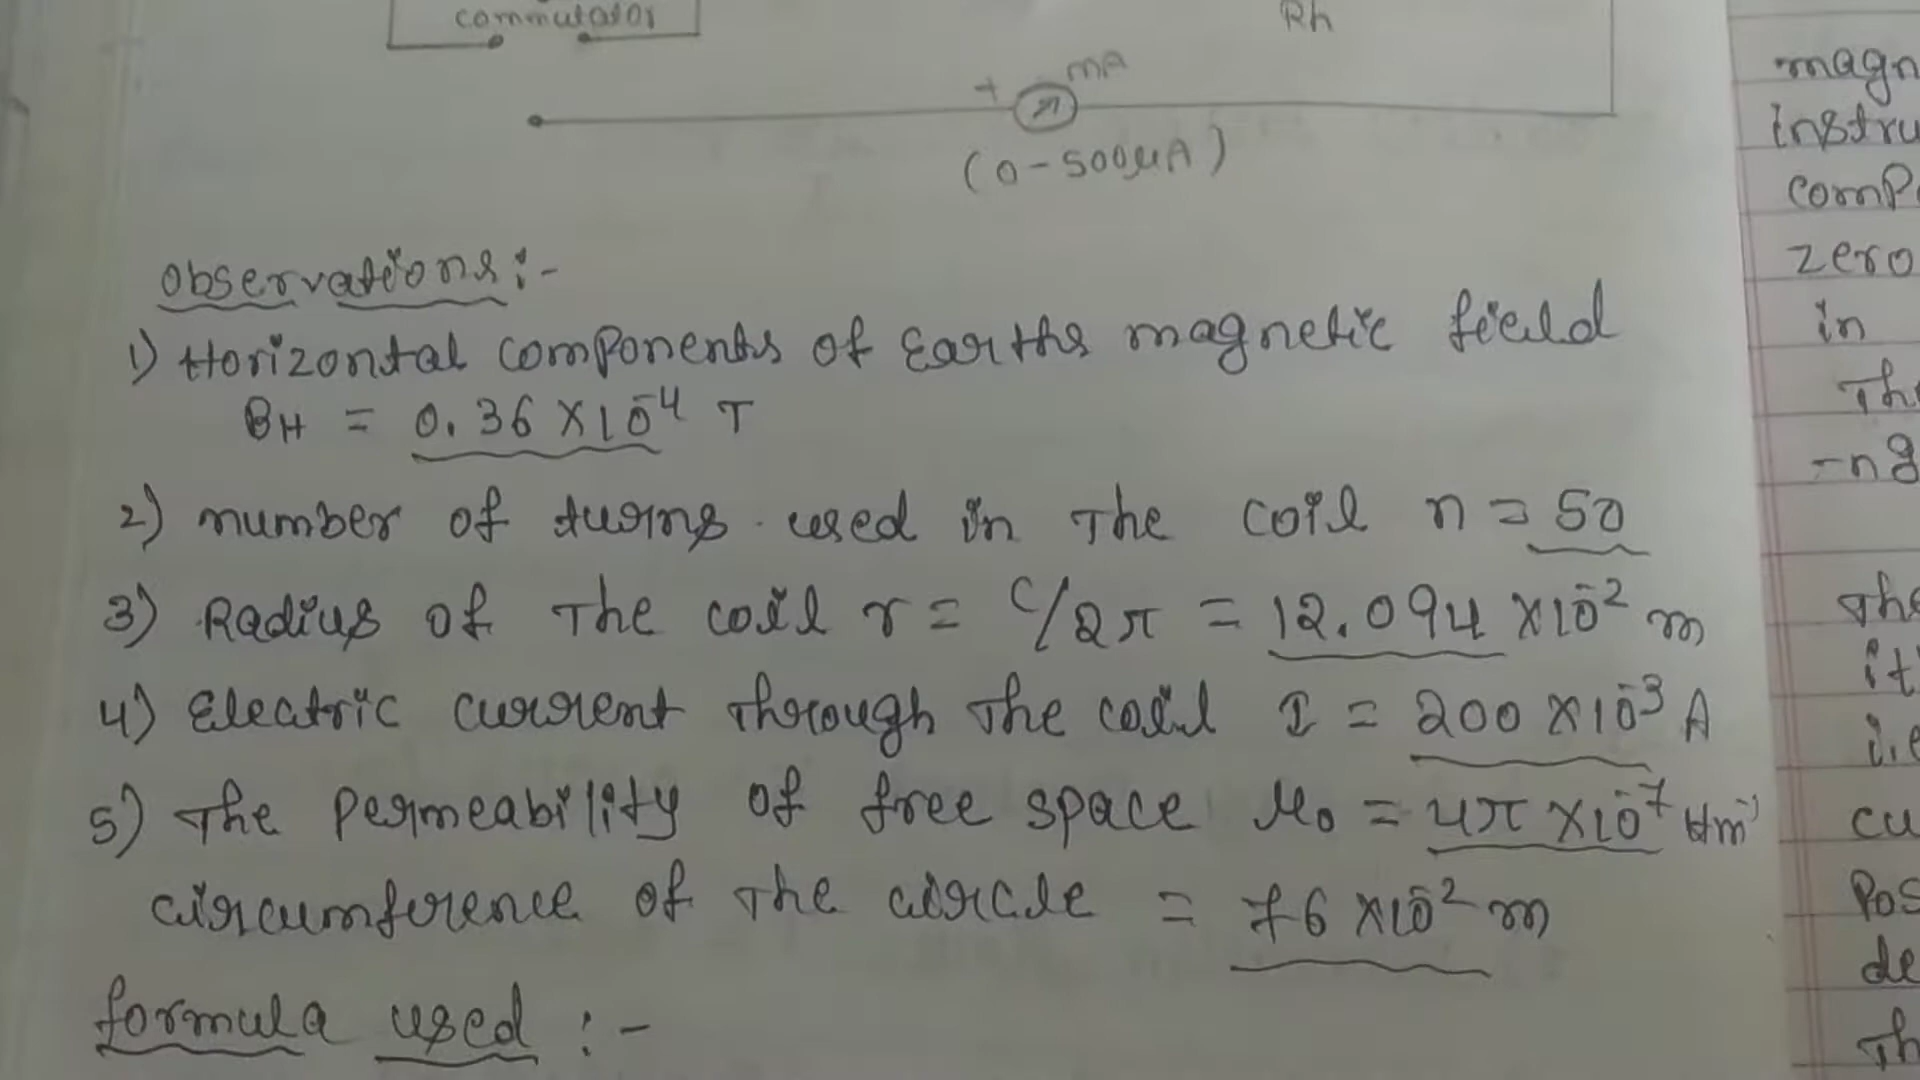 commutator
Rh
+ mA
(0-500μA)
Observations:-
1) Horizontal components of Earths magnetic field
BH = 0.36 × 10⁻⁴ T
2) number of turns used in The coil n = 50
3) Radius of The coil r = C/2π = 12.094 × 10⁻² m
4) Electric current Through The coil I = 200 × 10⁻³ A
5) The permeability of free space μ₀ = 4π × 10⁻⁷ Hm⁻¹
circumference of The circle = 76 × 10⁻² m
formula used :-
magn
instru
comp
zero
in
The
-ng
The
it
i.e
cu
Pos
de
Th